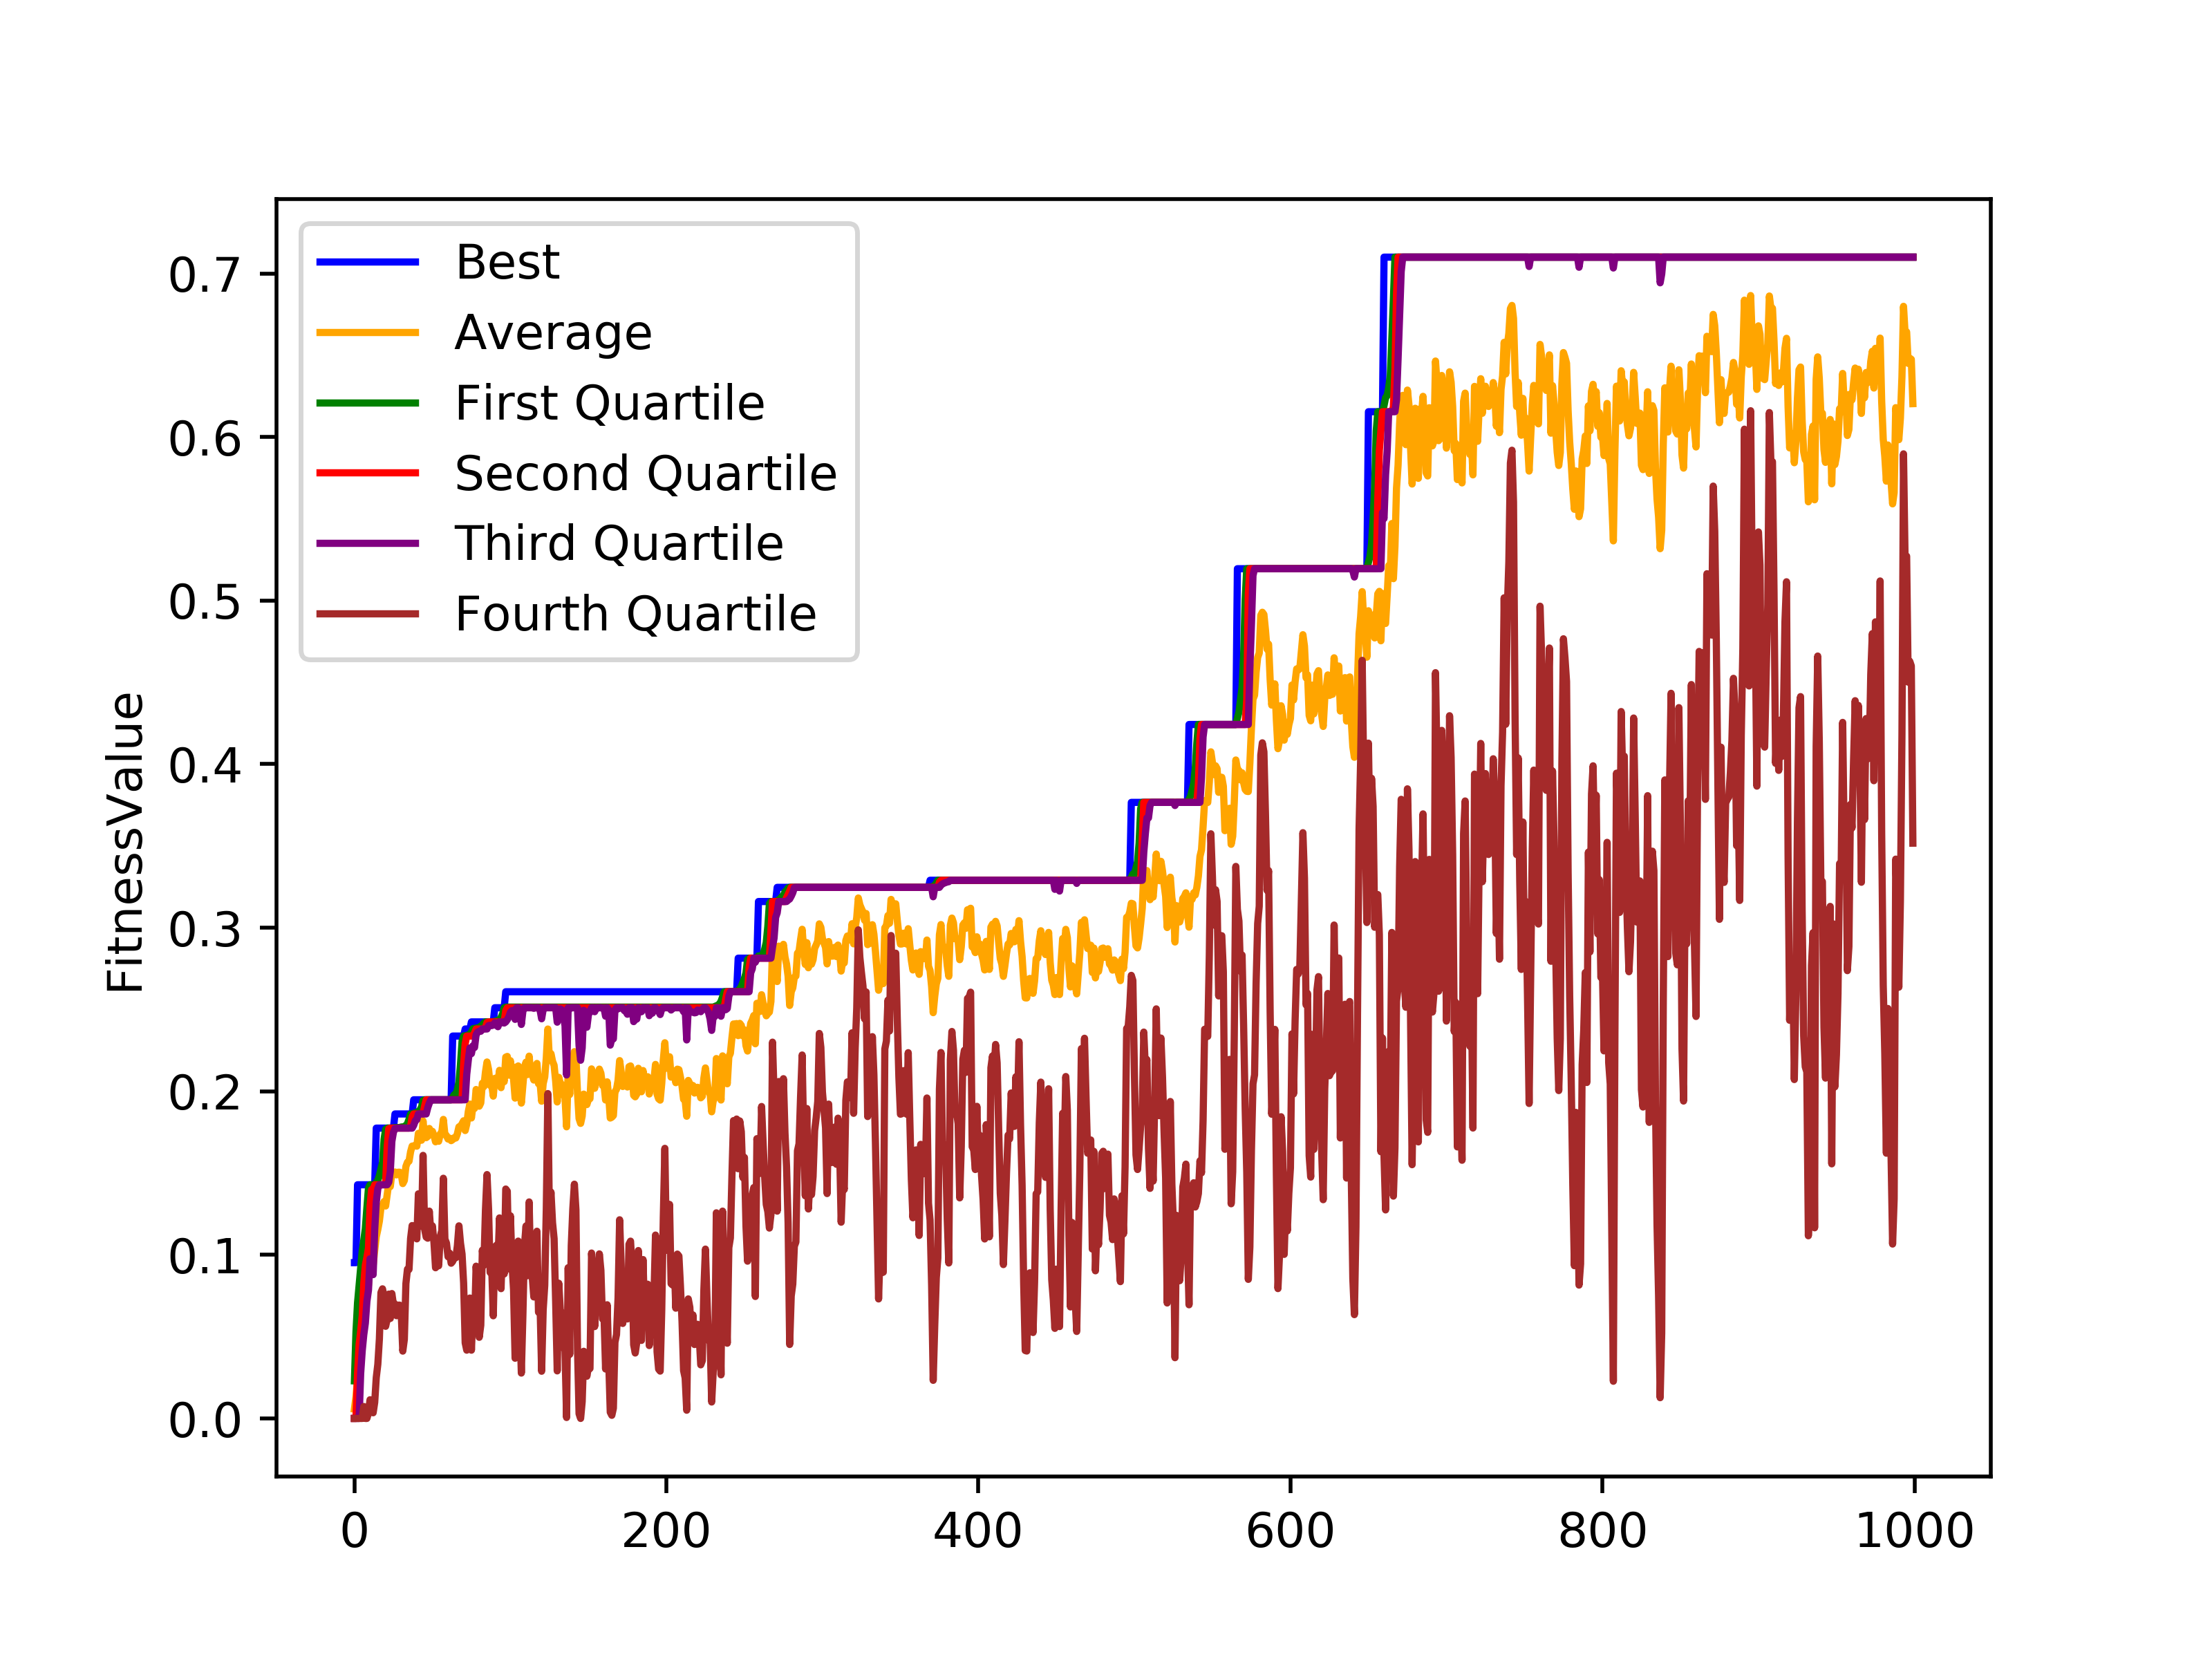 Best
Average
First Quartile
Second Quartile
Third Quartile
Fourth Quartile
FitnessValue
0.7
0.6
0.5
0.4
0.3
0.2
0.1
0.0
0 200 400 600 800 1000